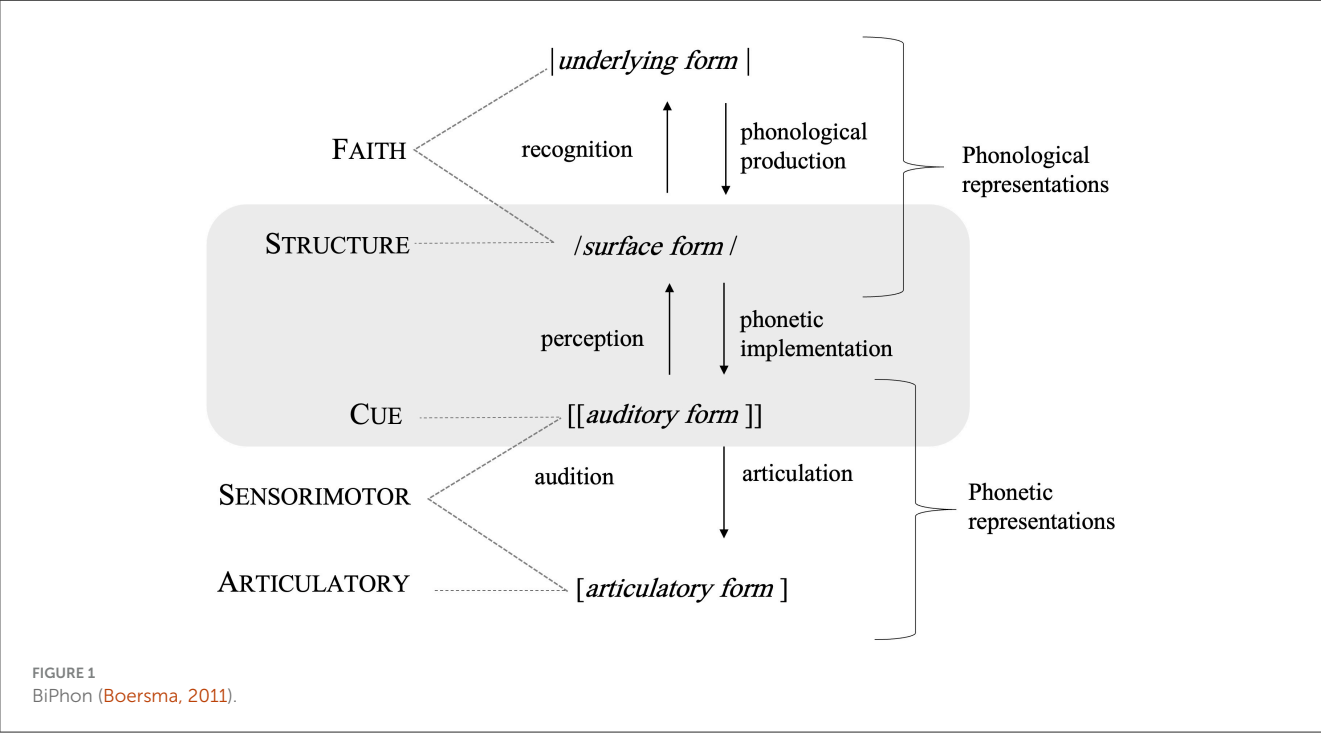 |underlying form |
FAITH
recognition
phonological
production
Phonological
representations
STRUCTURE
/surface form /
perception
phonetic
implementation
CUE
[[auditory form ]]
audition
articulation
SENSORIMOTOR
Phonetic
representations
ARTICULATORY
[articulatory form ]
FIGURE 1
BiPhon (Boersma, 2011).